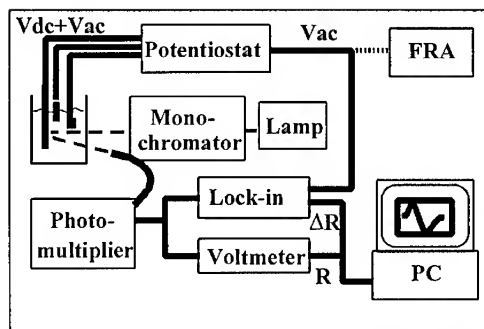 Vdc+Vac
Potentiostat
Vac
FRA
Mono-
chromator
Lamp
Lock-in
ΔR
Photo-
multiplier
Voltmeter
R
PC